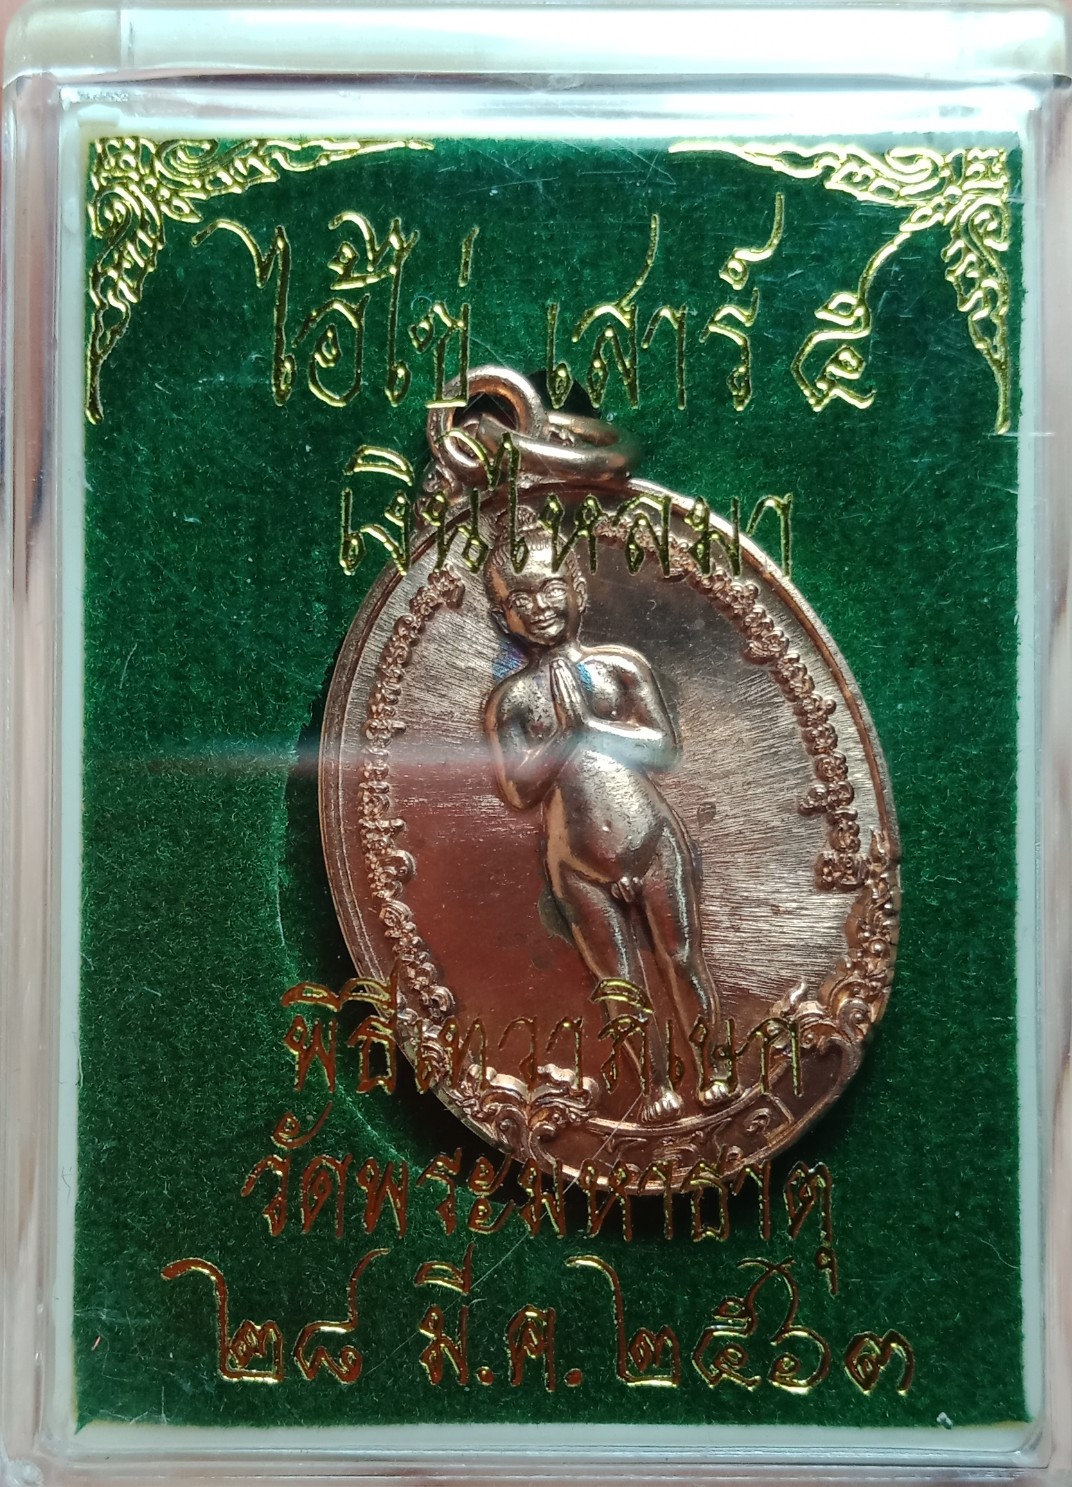 ไอ้ไข่ เสาร์ ๕
เงินไหลมา
พิธีเทวาภิเษก
วัดพระมหาธาตุ
๒๘ มี.ค. ๒๕๖๓